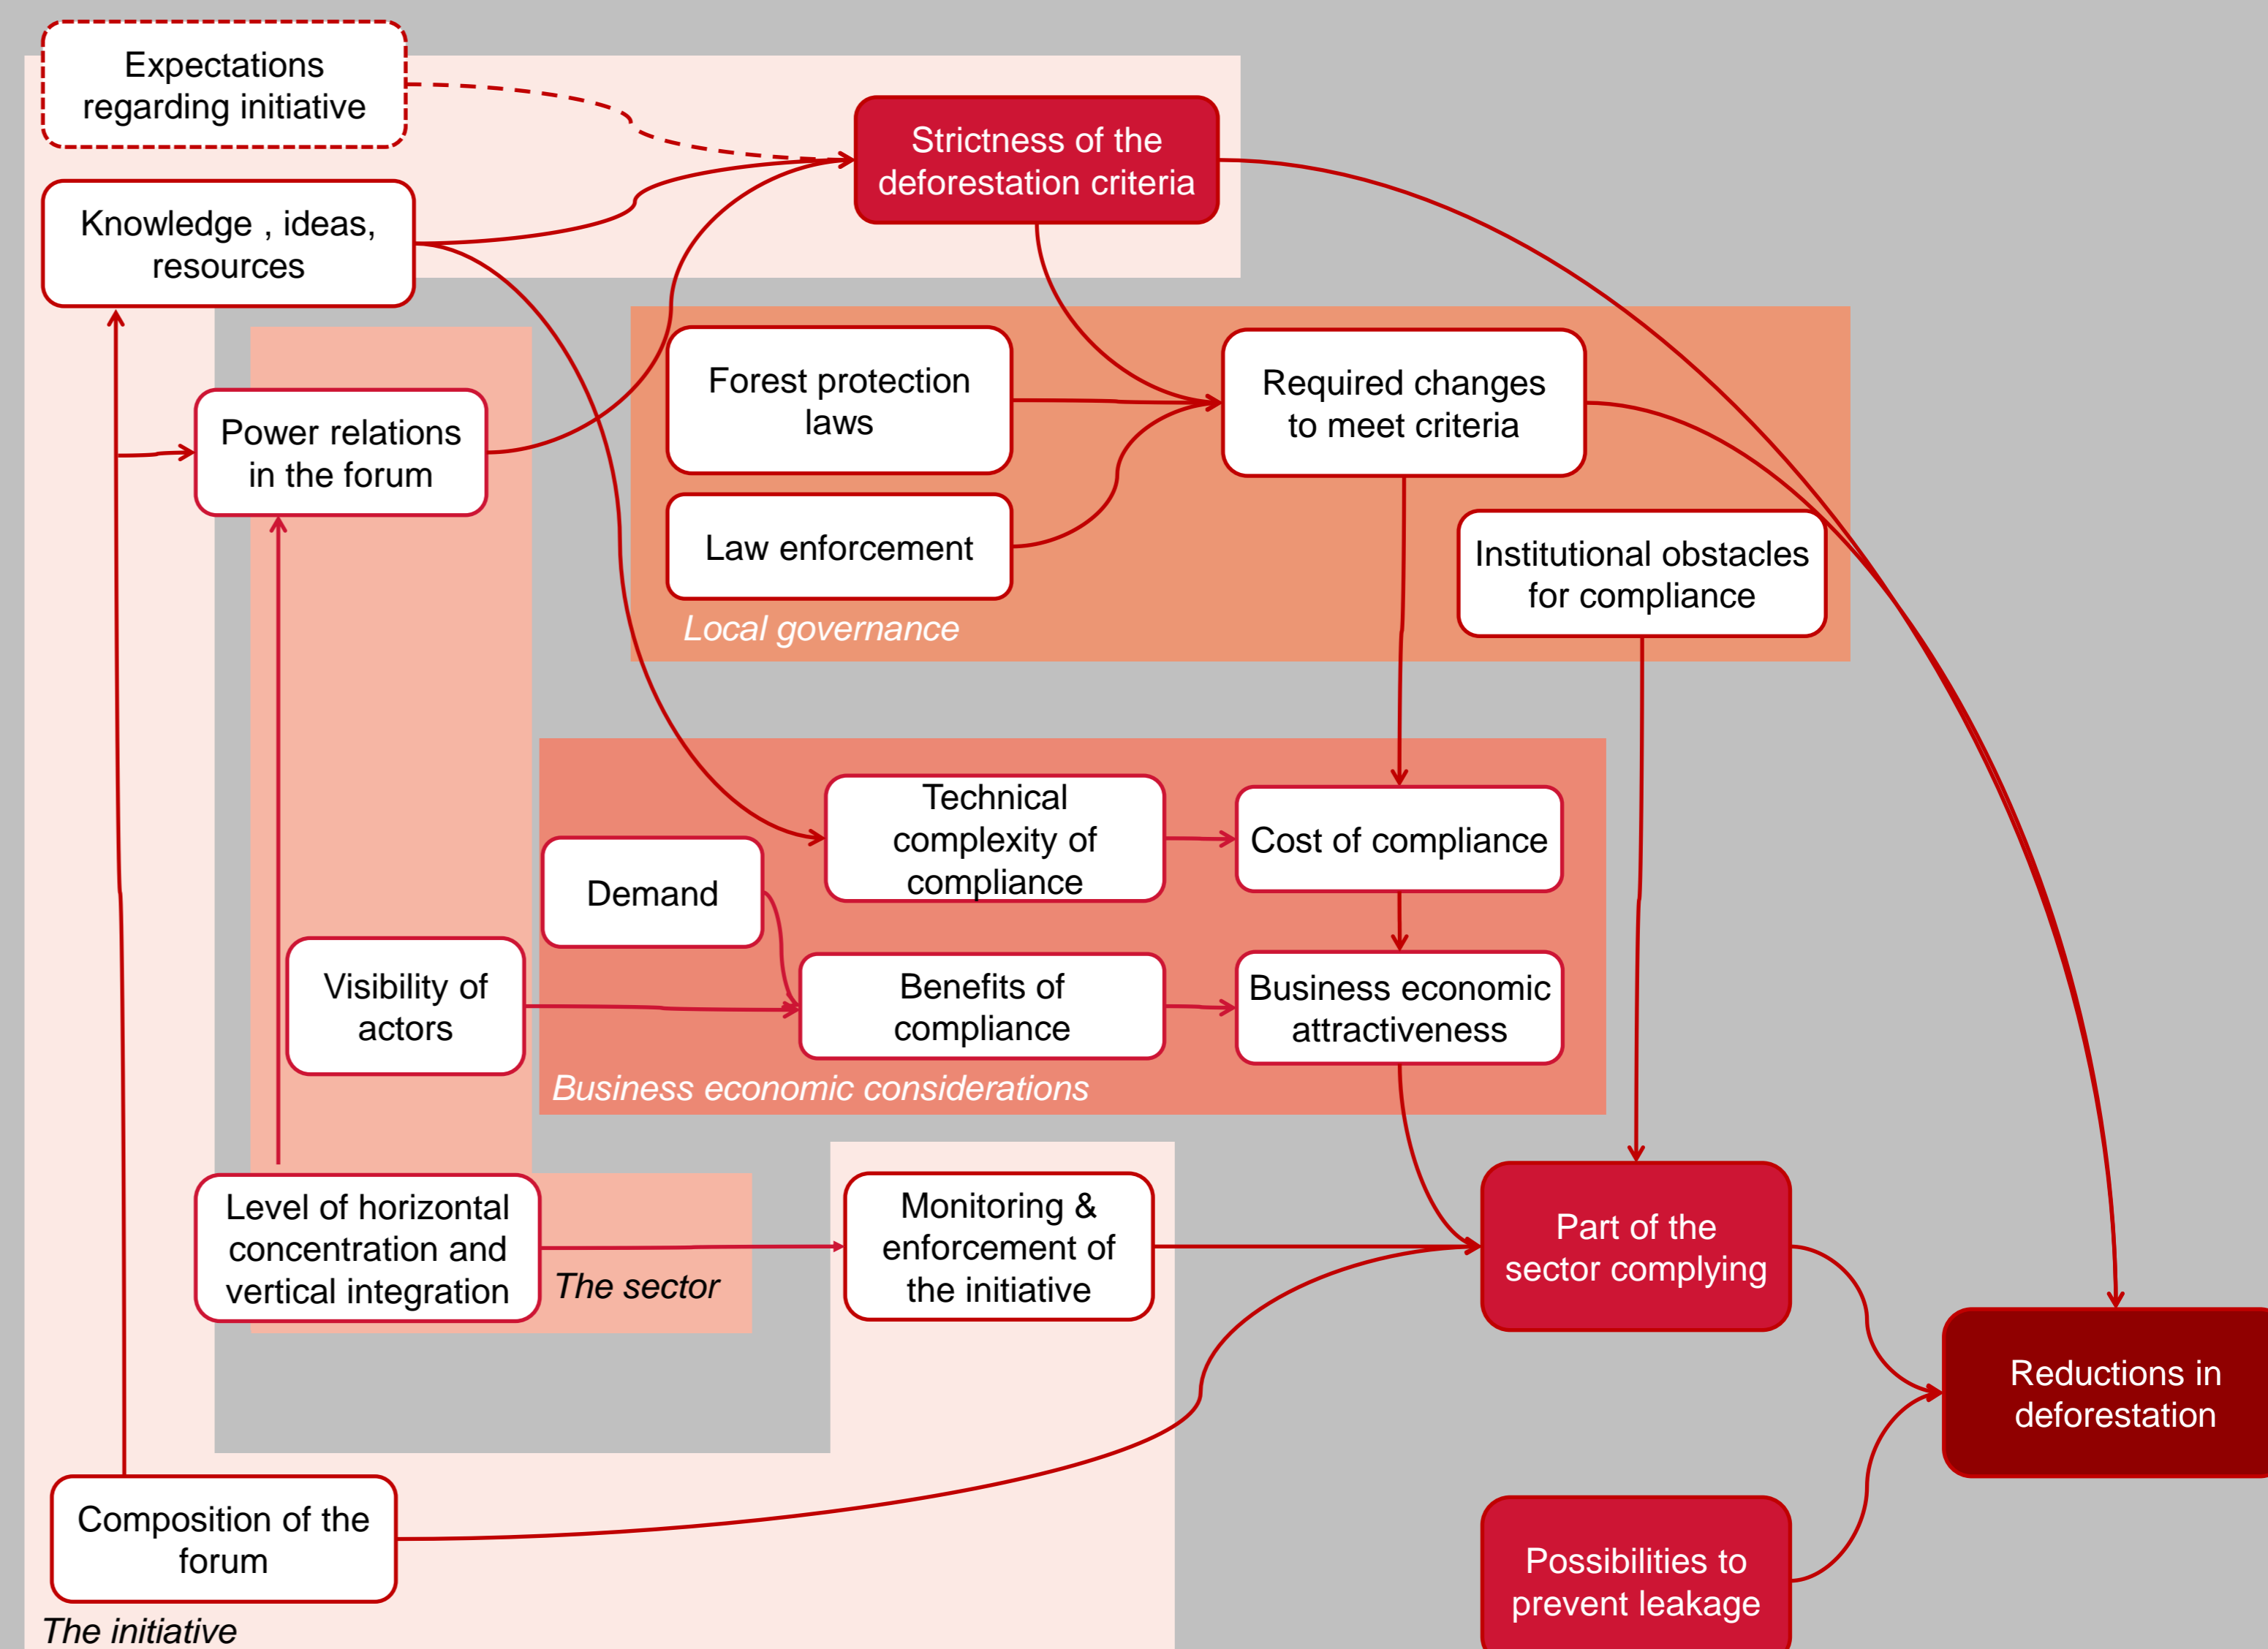 Expectations
regarding initiative
Strictness of the
deforestation criteria
Knowledge , ideas,
resources
Forest protection
laws
Required changes
to meet criteria
Power relations
in the forum
Law enforcement
Institutional obstacles
for compliance
Local governance
Technical
complexity of
compliance
Cost of compliance
Demand
Visibility of
actors
Benefits of
compliance
Business economic
attractiveness
Business economic considerations
Level of horizontal
concentration and
vertical integration
The sector
Monitoring &
enforcement of
the initiative
Part of the
sector complying
Reductions in
deforestation
Composition of the
forum
Possibilities to
prevent leakage
The initiative